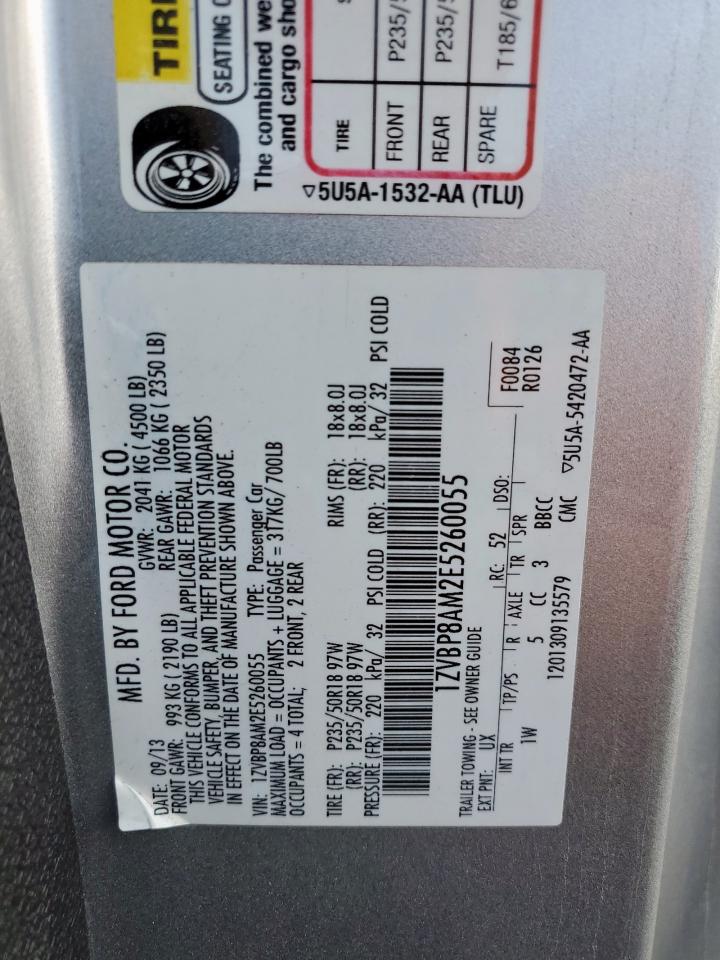 TIRE
SEATING
The combined
and cargo
TIRE
FRONT P235/
REAR P235/
SPARE T185/6
▽5U5A-1532-AA (TLU)
MFD. BY FORD MOTOR CO.
DATE: 09/13 GVWR: 2041 KG ( 4500 LB)
FRONT GAWR: 993 KG ( 2190 LB) REAR GAWR: 1066 KG ( 2350 LB)
THIS VEHICLE CONFORMS TO ALL APPLICABLE FEDERAL MOTOR
VEHICLE SAFETY, BUMPER, AND THEFT PREVENTION STANDARDS
IN EFFECT ON THE DATE OF MANUFACTURE SHOWN ABOVE.
VIN: 1ZVBP8AM2E5260055 TYPE: Passenger Car
MAXIMUM LOAD = OCCUPANTS + LUGGAGE = 317KG/ 700LB
OCCUPANTS = 4 TOTAL; 2 FRONT, 2 REAR
TIRE (FR): P235/50R18 97W RIMS (FR): 18x8.0J
(RR): P235/50R18 97W (RR): 18x8.0J
PRESSURE (FR): 220 kPa/ 32 PSI COLD (RR): 220 kPa/ 32 PSI COLD
1ZVBP8AM2E5260055
TRAILER TOWING - SEE OWNER GUIDE
EXT PNT: UX RC: 52 DSO:
INT TR TP/PS R AXLE TR SPR F0084
1W 5 CC 3 BBCC R0126
1201309135579 CMC ▽5U5A-5420472-AA